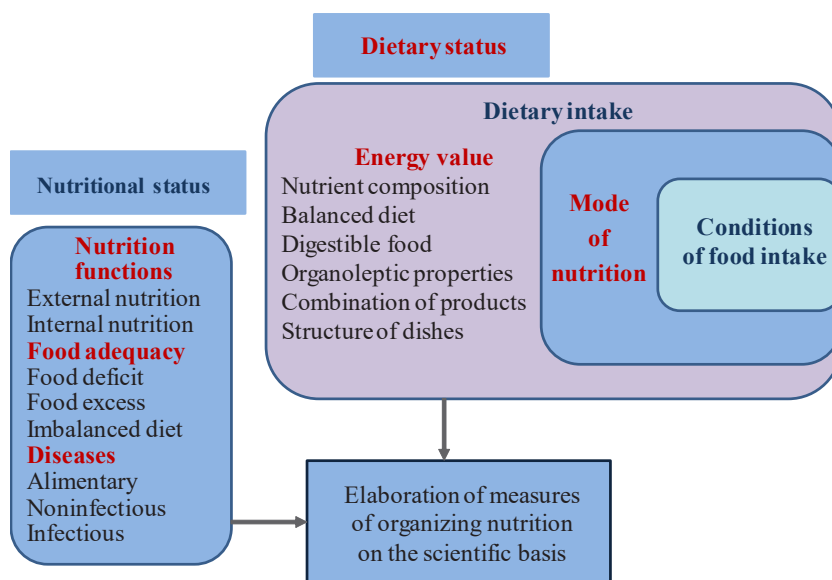 Dietary status
Dietary intake
Energy value
Nutrient composition
Balanced diet
Digestible food
Organoleptic properties
Combination of products
Structure of dishes
Mode
of
nutrition
Conditions
of food intake
Nutritional status
Nutrition
functions
External nutrition
Internal nutrition
Food adequacy
Food deficit
Food excess
Imbalanced diet
Diseases
Alimentary
Noninfectious
Infectious
Elaboration of measures
of organizing nutrition
on the scientific basis